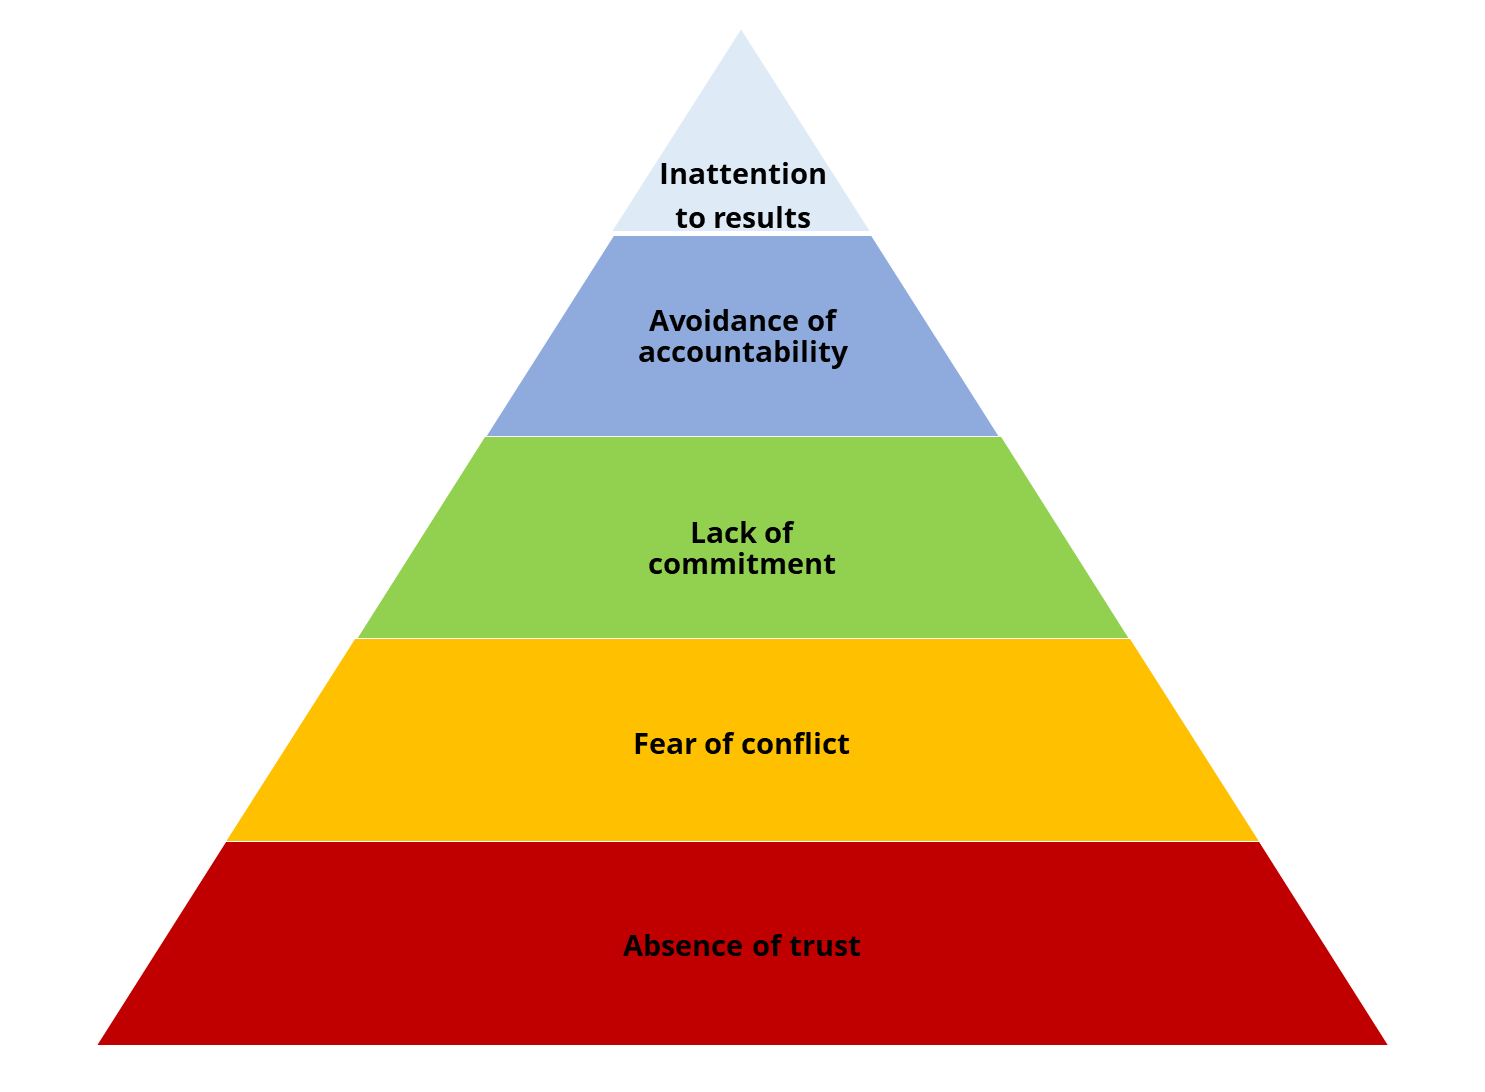 Inattention
to results
Avoidance of
accountability
Lack of
commitment
Fear of conflict
Absence of trust